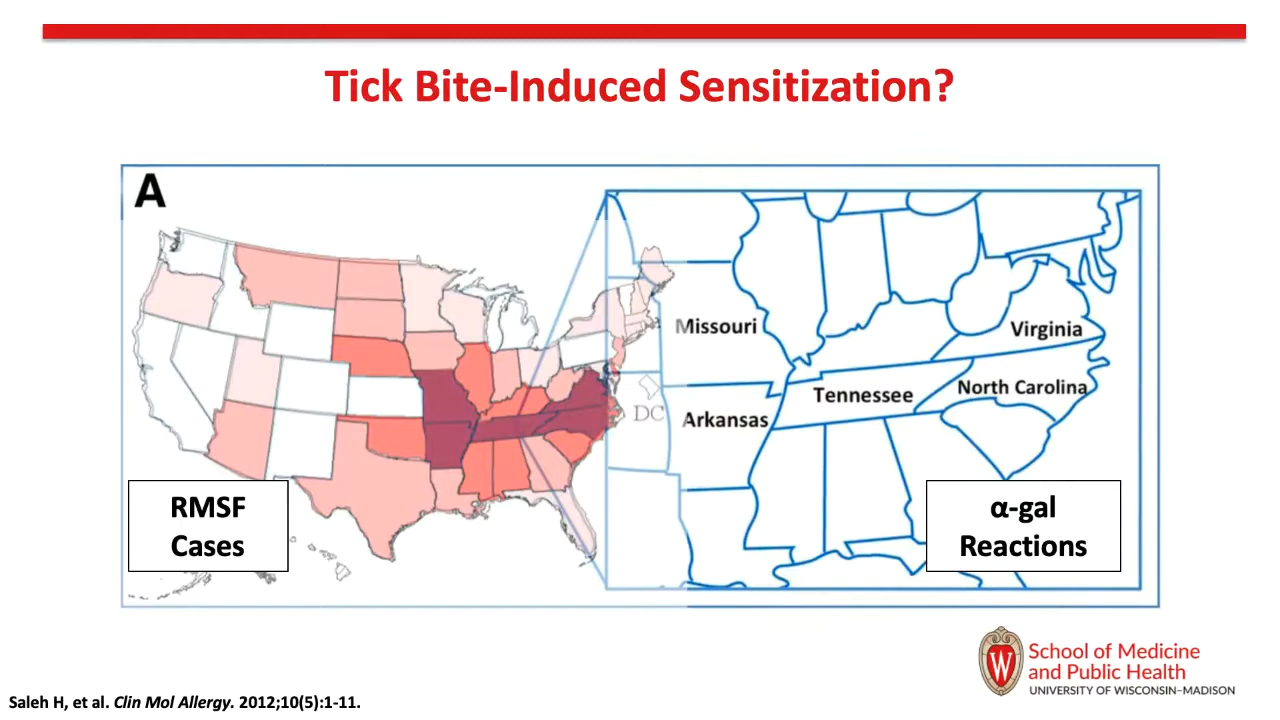 Tick Bite-Induced Sensitization?
A
Missouri
Virginia
Tennessee
North Carolina
Arkansas
DC
RMSF
Cases
α-gal
Reactions
W
School of Medicine
and Public Health
UNIVERSITY OF WISCONSIN–MADISON
Saleh H, et al. Clin Mol Allergy. 2012;10(5):1-11.